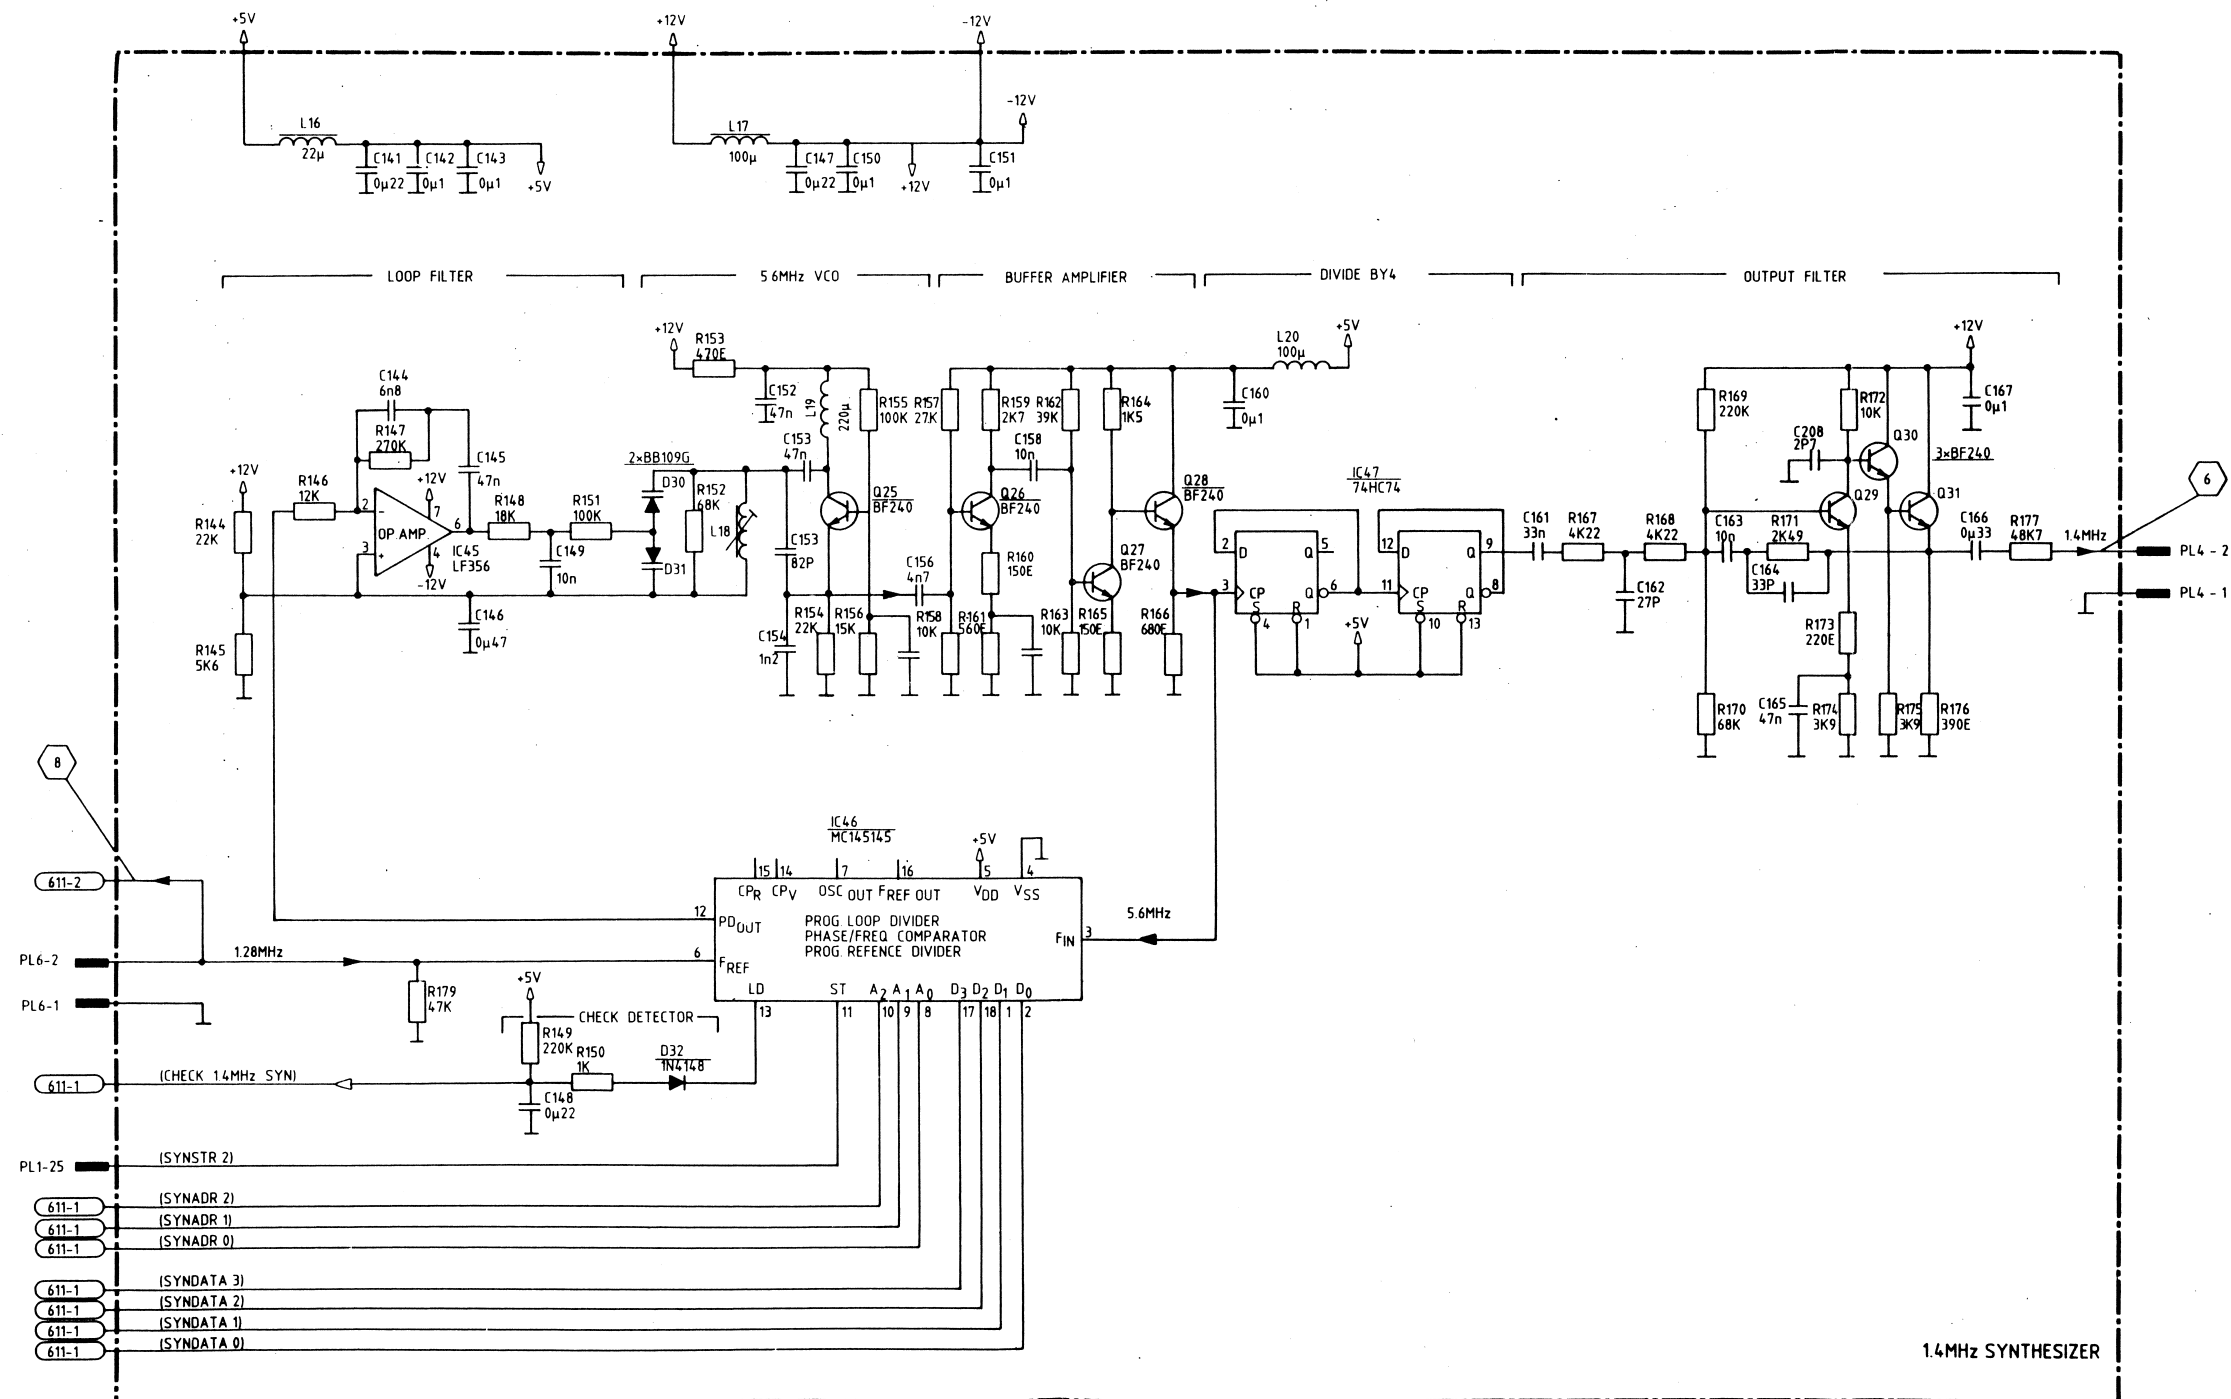 +5V
+12V
-12V
-12V
L16
22µ
C141
0µ22
C142
0µ1
C143
0µ1
+5V
L17
100µ
C147
0µ22
C150
0µ1
+12V
C151
0µ1
LOOP FILTER
5.6MHz VCO
BUFFER AMPLIFIER
DIVIDE BY4
OUTPUT FILTER
+12V
R144
22K
R145
5K6
R146
12K
C144
6n8
R147
270K
+12V
2
-
7
OP.AMP.
6
3
+
4
-12V
IC45
LF356
C145
47n
R148
18K
C149
10n
R151
100K
C146
0µ47
+12V
R153
470E
C152
47n
L19
220µ
R155
100K
C153
47n
2×BB109G
D30
D31
R152
68K
L18
Q25
BF240
C153
82P
C154
1n2
R154
22K
R156
15K
C156
4n7
R157
27K
R159
2K7
R162
39K
R164
1K5
C158
10n
Q26
BF240
R160
150E
Q27
BF240
Q28
BF240
R158
10K
R161
560E
R163
10K
R165
150E
R166
680E
C160
0µ1
L20
100µ
+5V
IC47
74HC74
2
D
Q
5
3
CP
Q
6
S
R
4
1
12
D
Q
9
11
CP
Q
8
S
R
10
13
+5V
C161
33n
R167
4K22
C162
27P
R168
4K22
R169
220K
R170
68K
C163
10n
R171
2K49
C164
33P
C208
2P7
R172
10K
Q29
Q30
3×BF240
Q31
R173
220E
C165
47n
R174
3K9
R175
3K9
R176
390E
+12V
C167
0µ1
C166
0µ33
R177
48K7
1.4MHz
6
PL4-2
PL4-1
8
611-2
PL6-2
1.28MHz
PL6-1
R179
47K
IC46
MC145145
+5V
15
14
7
16
5
4
CPR
CPV
OSC OUT
FREF OUT
VDD
VSS
12
PDOUT
PROG. LOOP DIVIDER
PHASE/FREQ COMPARATOR
PROG. REFENCE DIVIDER
FIN
3
5.6MHz
6
FREF
LD
ST
A2
A1
A0
D3
D2
D1
D0
13
11
10
9
8
17
18
1
2
+5V
CHECK DETECTOR
R149
220K
R150
1K
D32
1N4148
C148
0µ22
611-1
(CHECK 1.4MHz SYN)
PL1-25
(SYNSTR 2)
611-1
(SYNADR 2)
611-1
(SYNADR 1)
611-1
(SYNADR 0)
611-1
(SYNDATA 3)
611-1
(SYNDATA 2)
611-1
(SYNDATA 1)
611-1
(SYNDATA 0)
1.4MHz SYNTHESIZER